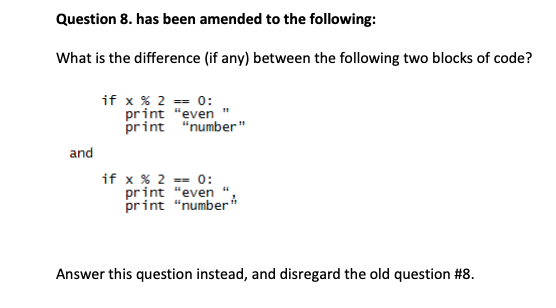 Question 8. has been amended to the following:
What is the difference (if any) between the following two blocks of code?
if x % 2 == 0:
print “even ”
print  “number”
and
if x % 2 == 0:
print “even “,
print “number”
Answer this question instead, and disregard the old question #8.